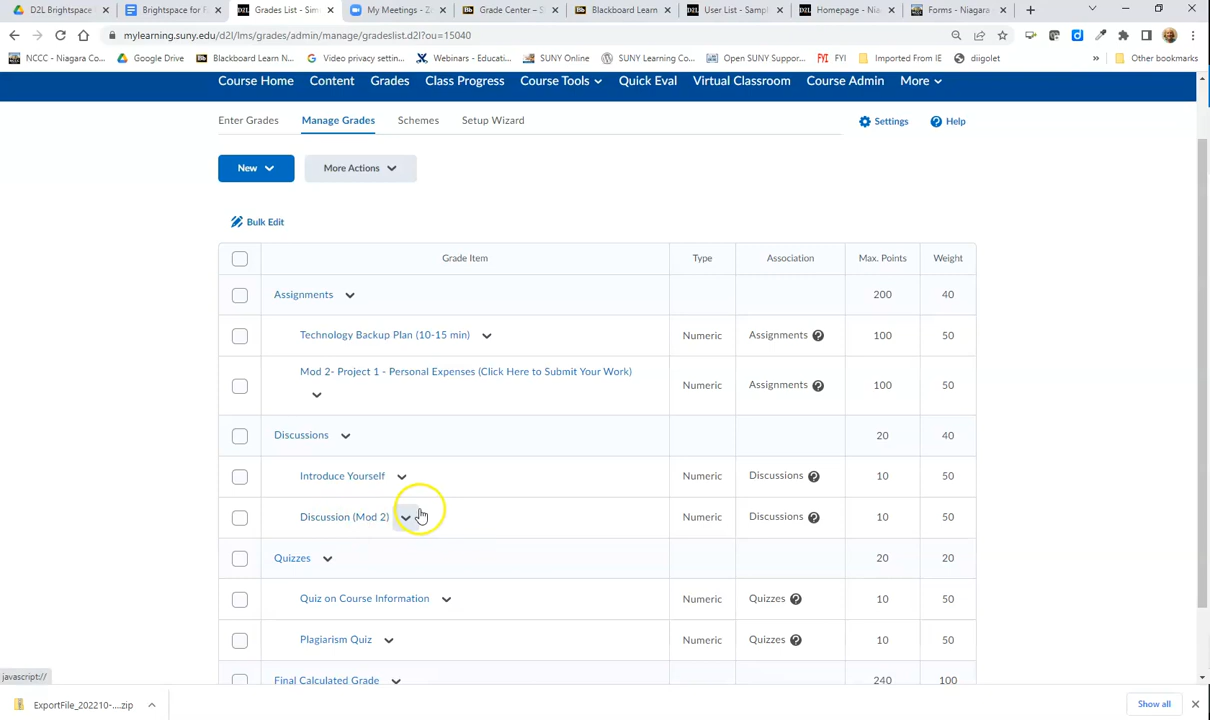 D2L Brightspace
Brightspace for F
Grades List - Sim
My Meetings - Z
Grade Center – S
Blackboard Learn
User List - Samp
Homepage - Nia
Forms - Niagara
mylearning.suny.edu/d2l/lms/grades/admin/manage/gradeslist.d2l?ou=15040
NCCC - Niagara Co...
Google Drive
Blackboard Learn N...
Video privacy settin...
Webinars - Educati...
SUNY Online
SUNY Learning Co...
Open SUNY Suppor...
FYI
Imported From IE
diigolet
»
Other bookmarks
Course Home
Content
Grades
Class Progress
Course Tools
Quick Eval
Virtual Classroom
Course Admin
More
Enter Grades
Manage Grades
Schemes
Setup Wizard
Settings
Help
New
More Actions
Bulk Edit
Grade Item Type Association Max. Points Weight
Assignments 200 40
Technology Backup Plan (10-15 min) Numeric Assignments 100 50
Mod 2- Project 1 - Personal Expenses (Click Here to Submit Your Work) Numeric Assignments 100 50
Discussions 20 40
Introduce Yourself Numeric Discussions 10 50
Discussion (Mod 2) Numeric Discussions 10 50
Quizzes 20 20
Quiz on Course Information Numeric Quizzes 10 50
Plagiarism Quiz Numeric Quizzes 10 50
Final Calculated Grade 240 100
javascript://
ExportFile_202210-....zip
Show all